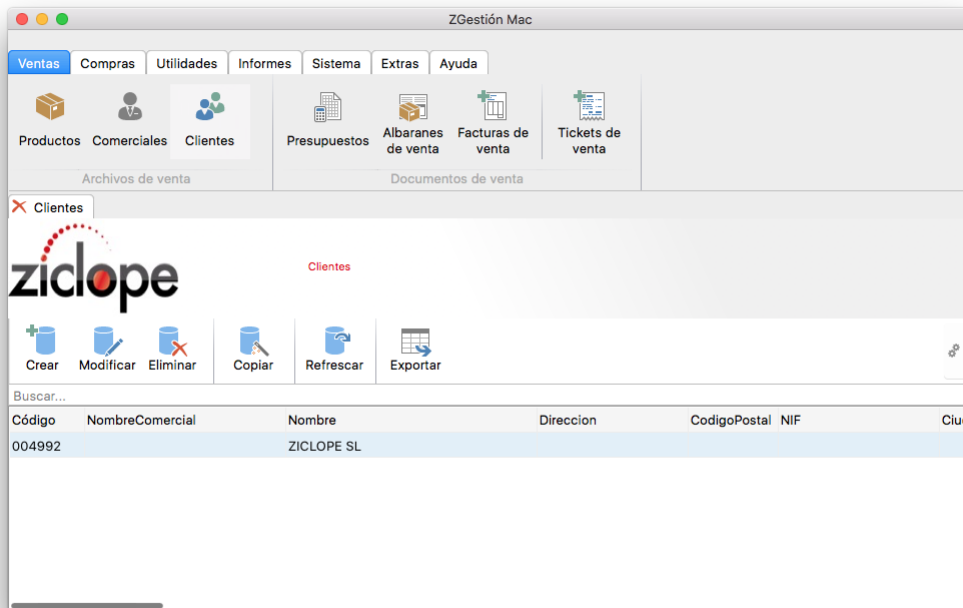 ZGestión Mac
Ventas Compras Utilidades Informes Sistema Extras Ayuda
Productos Comerciales Clientes Presupuestos Albaranes de venta Facturas de venta Tickets de venta
Archivos de venta Documentos de venta
Clientes
ziclope
Clientes
Crear Modificar Eliminar Copiar Refrescar Exportar
Buscar...
Código NombreComercial Nombre Direccion CodigoPostal NIF Ciu
004992 ZICLOPE SL